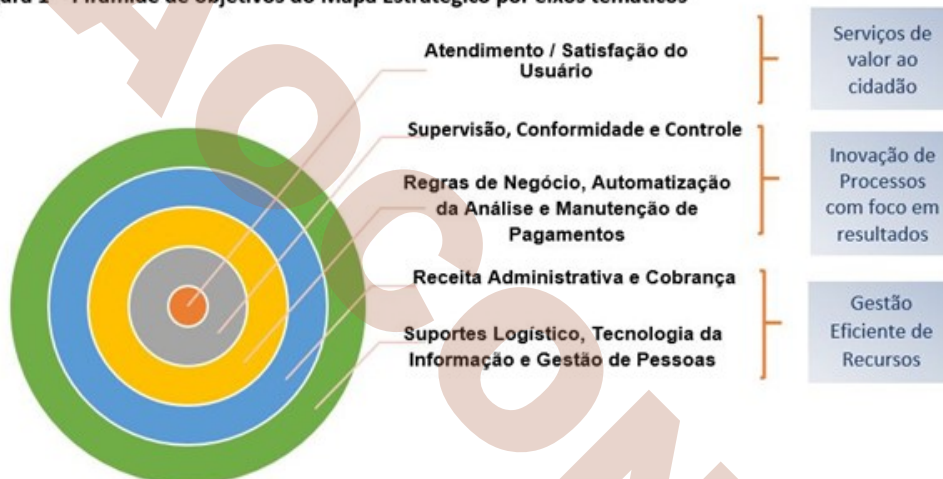 ura 1 – Pirâmide de objetivos do Mapa Estratégico por eixos temáticos
Atendimento / Satisfação do
Usuário
Serviços de
valor ao
cidadão
Supervisão, Conformidade e Controle
Regras de Negócio, Automatização
da Análise e Manutenção de
Pagamentos
Inovação de
Processos
com foco em
resultados
Receita Administrativa e Cobrança
Suportes Logístico, Tecnologia da
Informação e Gestão de Pessoas
Gestão
Eficiente de
Recursos